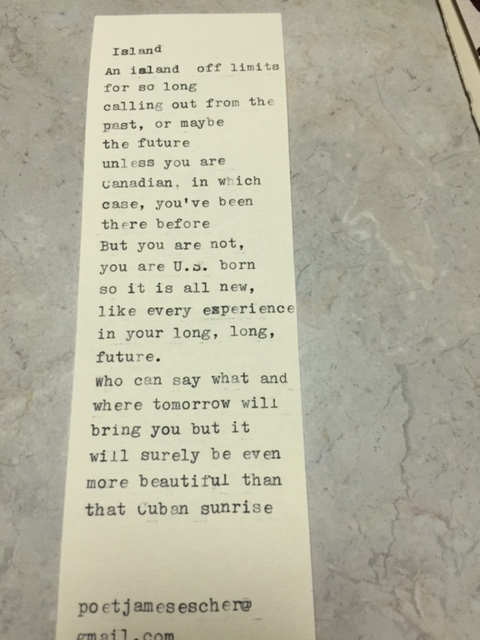 Island
An island off limits
for so long
calling out from the
past, or maybe
the future
unless you are
Canadian, in which
case, you've been
there before
But you are not,
you are U.S. born
so it is all new,
like every experience
in your long, long,
future.
Who can say what and
where tomorrow will
bring you but it
will surely be even
more beautiful than
that Cuban sunrise
poetjamesescher@
gmail.com